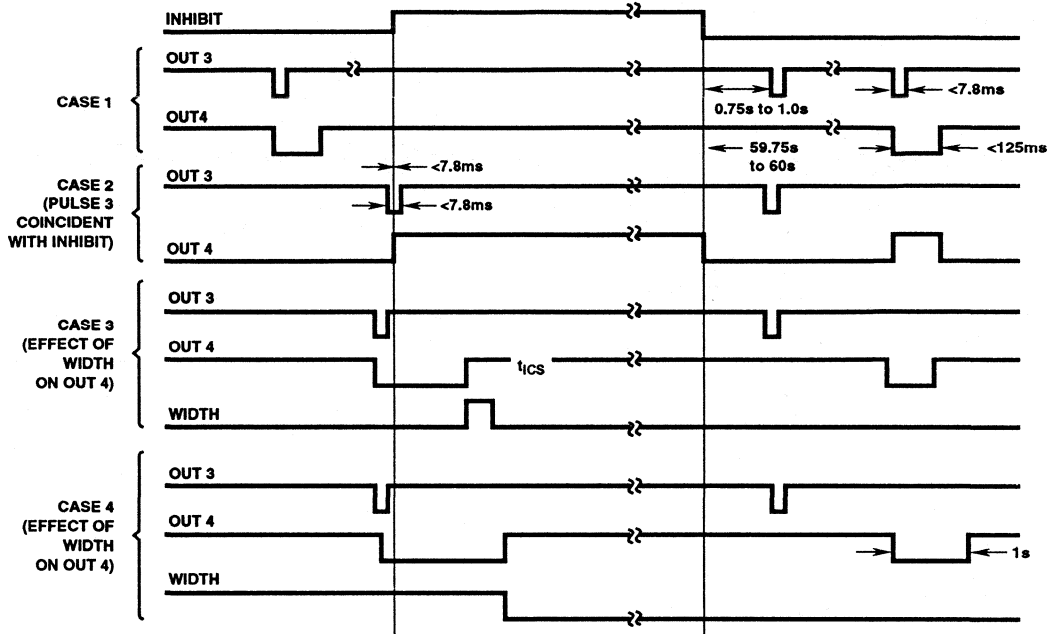 INHIBIT
OUT 3
CASE 1
0.75s to 1.0s
<7.8ms
OUT4
59.75s
to 60s
<125ms
<7.8ms
CASE 2
(PULSE 3
COINCIDENT
WITH INHIBIT)
OUT 3
<7.8ms
OUT 4
OUT 3
CASE 3
(EFFECT OF
WIDTH
ON OUT 4)
OUT 4
tICS
WIDTH
OUT 3
CASE 4
(EFFECT OF
WIDTH
ON OUT 4)
OUT 4
1s
WIDTH